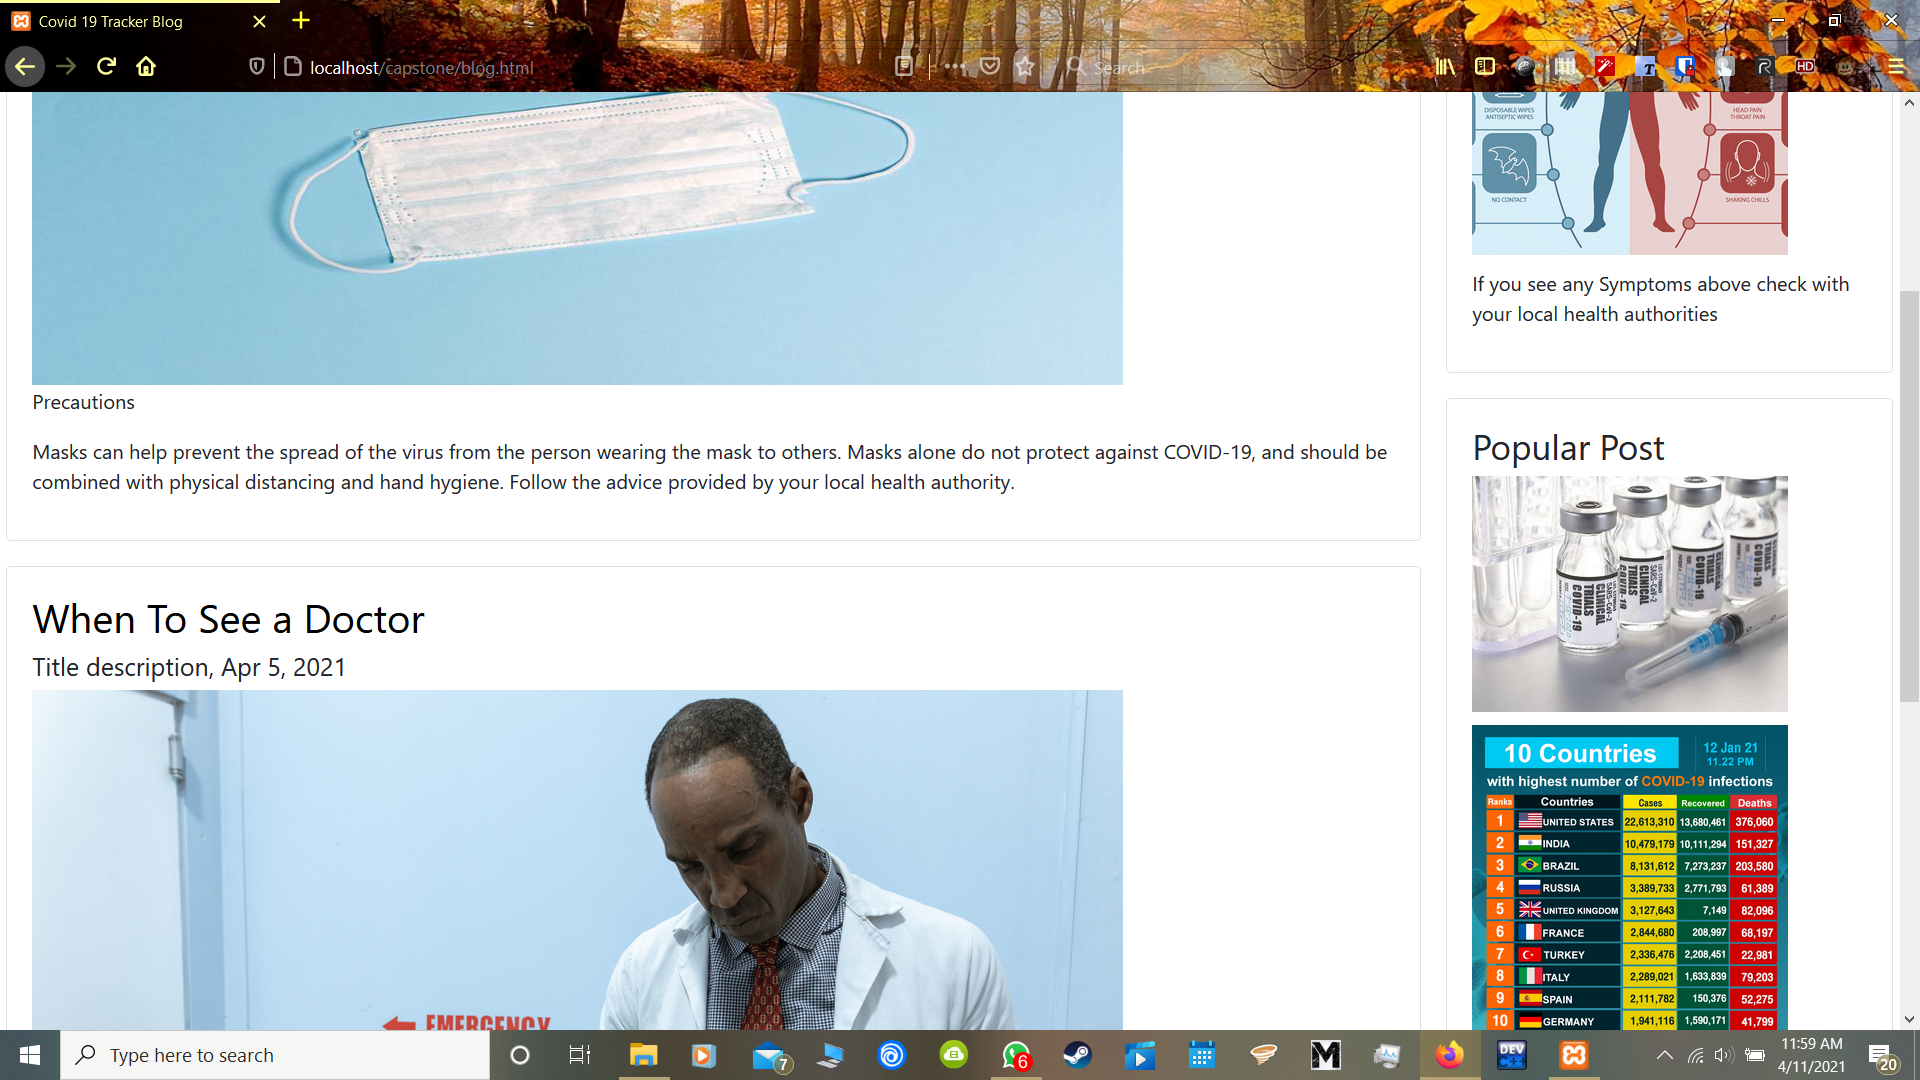 Covid 19 Tracker Blog
localhost/capstone/blog.html
Search
HD
DISPOSABLE WIPES
ANTISEPTIC WIPES
HEAD PAIN
THROAT PAIN
NO CONTACT
SHAKING CHILLS
If you see any Symptoms above check with
your local health authorities
Precautions
Masks can help prevent the spread of the virus from the person wearing the mask to others. Masks alone do not protect against COVID-19, and should be
combined with physical distancing and hand hygiene. Follow the advice provided by your local health authority.
Popular Post
CLINICAL
TRIALS
COVID-19
When To See a Doctor
Title description, Apr 5, 2021
EMERGENCY
10 Countries
12 Jan 21
11.22 PM
with highest number of COVID-19 infections
Ranks Countries Cases Recovered Deaths
1 UNITED STATES 22,613,310 13,680,461 376,060
2 INDIA 10,479,179 10,111,294 151,327
3 BRAZIL 8,131,612 7,273,237 203,580
4 RUSSIA 3,389,733 2,771,793 61,389
5 UNITED KINGDOM 3,127,643 7,149 82,096
6 FRANCE 2,844,680 208,997 68,197
7 TURKEY 2,336,476 2,208,451 22,981
8 ITALY 2,289,021 1,633,839 79,203
9 SPAIN 2,111,782 150,376 52,275
10 GERMANY 1,941,116 1,590,171 41,799
Type here to search
7
6
DEV
11:59 AM
4/11/2021
20